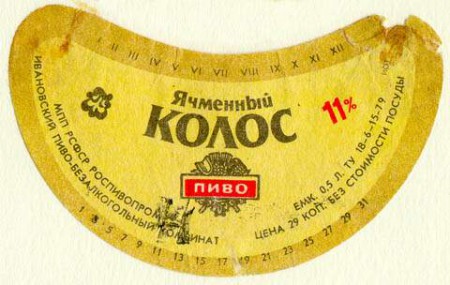 I II III IV V VI VII VIII IX X XI XII
Ячменный
КОЛОС
11%
ПИВО
МПП РСФСР РОСПИВОПРОМ
ИВАНОВСКИЙ ПИВО-БЕЗАЛКОГОЛЬНЫЙ КОМБИНАТ
ЕМК. 0,5 Л. ТУ 18-6-15-79
ЦЕНА 29 КОП. БЕЗ СТОИМОСТИ ПОСУДЫ
1 3 5 7 9 11 13 15 17 19 21 23 25 27 29 31